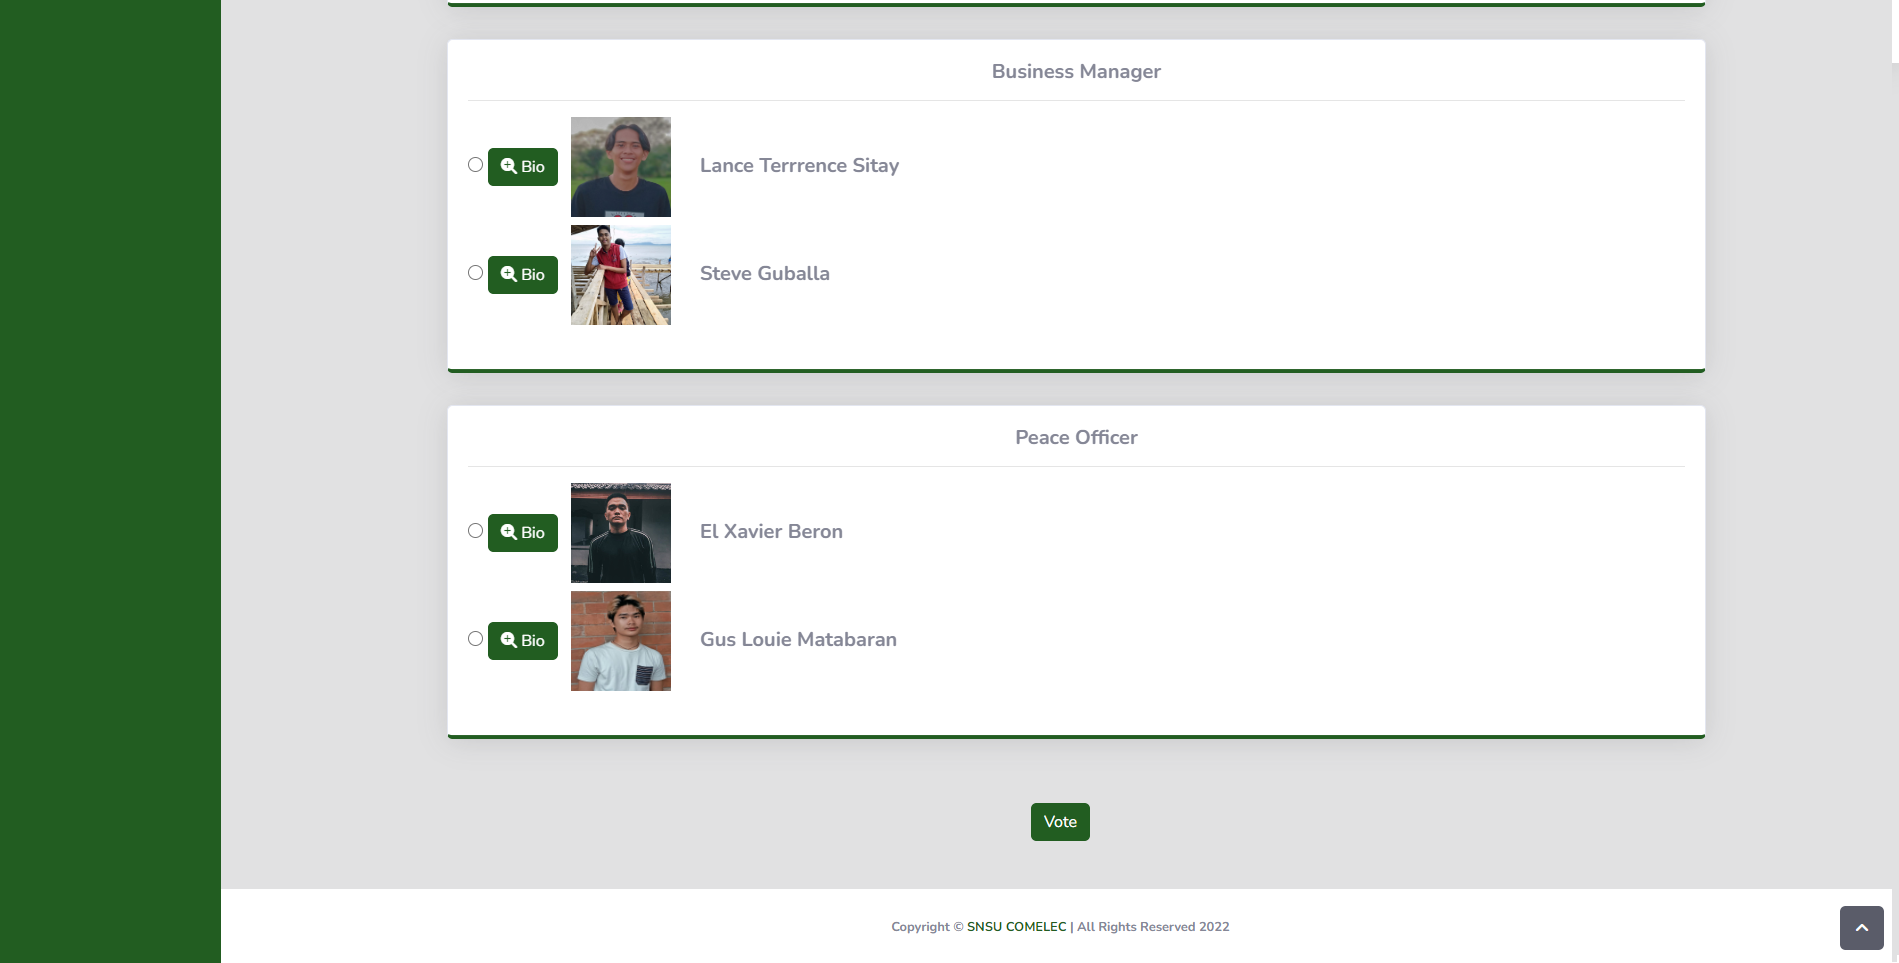 Business Manager
Bio
Lance Terrrence Sitay
Bio
Steve Guballa
Peace Officer
Bio
El Xavier Beron
Bio
Gus Louie Matabaran
Vote
Copyright © SNSU COMELEC | All Rights Reserved 2022